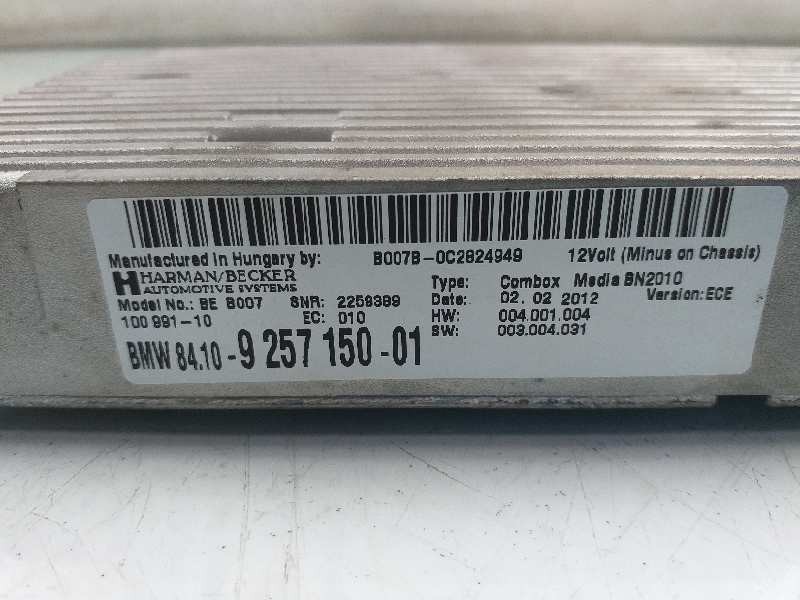 Manufactured in Hungary by: B007B-0C2824949 12Volt (Minus on Chassis)
HARMAN/BECKER
AUTOMOTIVE SYSTEMS
Type: Combox Media BN2010
Model No.: BE B007 SNR: 2259389 Date: 02. 02 2012 Version: ECE
100 991-10 EC: 010 HW: 004.001.004
SW: 003.004.031
BMW 84.10-9 257 150-01